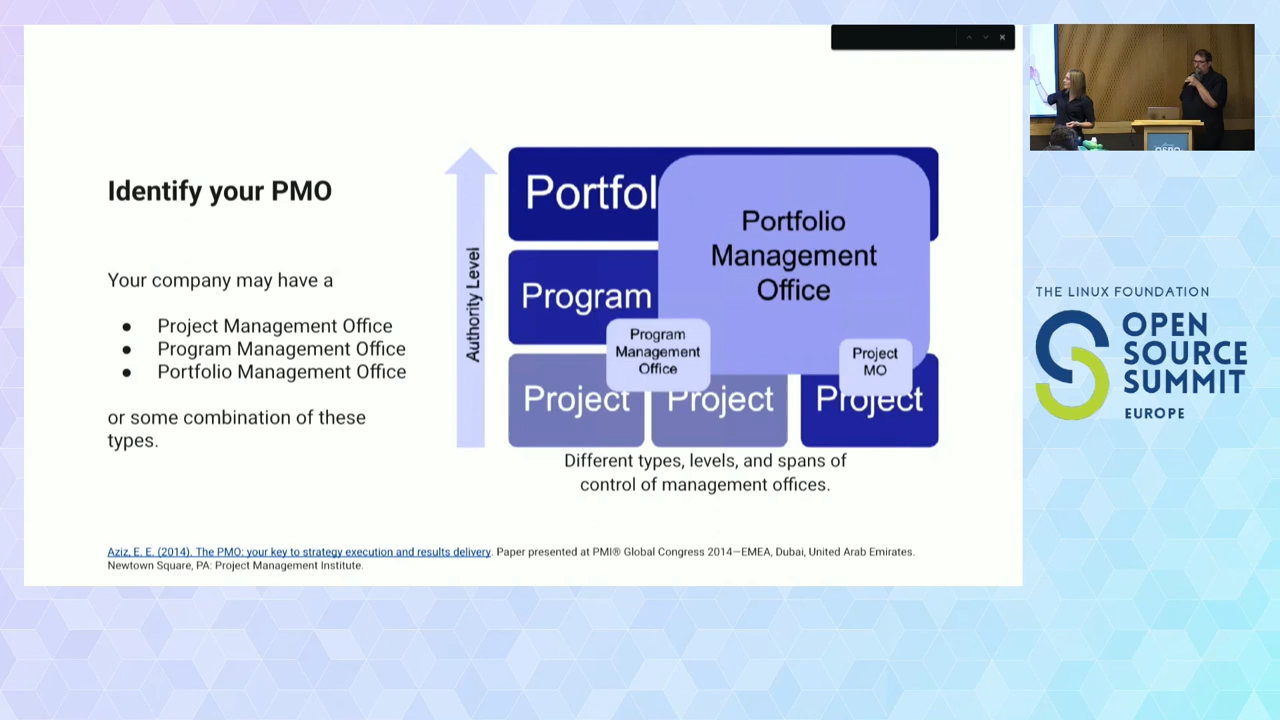 Identify your PMO
Your company may have a
● Project Management Office
● Program Management Office
● Portfolio Management Office
or some combination of these
types.
Authority Level
Portfol
Program
Project
Project
Project
Portfolio
Management
Office
Program
Management
Office
Project
MO
Different types, levels, and spans of
control of management offices.
Aziz, E. E. (2014). The PMO: your key to strategy execution and results delivery. Paper presented at PMI® Global Congress 2014—EMEA, Dubai, United Arab Emirates.
Newtown Square, PA: Project Management Institute.
THE LINUX FOUNDATION
OPEN
SOURCE
SUMMIT
EUROPE